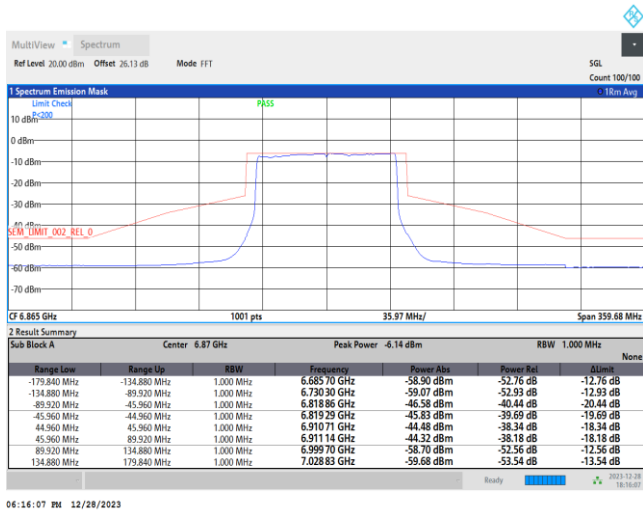 MultiView Spectrum
Ref Level 20.00 dBm Offset 26.13 dB Mode FFT SGL
Count 100/100
1 Spectrum Emission Mask 1Rm Avg
Limit Check PASS
P<200
10 dBm
0 dBm
-10 dBm
-20 dBm
-30 dBm
-40 dBm
SEM_LIMIT_002_REL_0
-50 dBm
-60 dBm
-70 dBm
CF 6.865 GHz 1001 pts 35.97 MHz/ Span 359.68 MHz
2 Result Summary
Sub Block A Center 6.87 GHz Peak Power -6.14 dBm RBW 1.000 MHz
None
Range Low Range Up RBW Frequency Power Abs Power Rel ΔLimit
-179.840 MHz -134.880 MHz 1.000 MHz 6.68570 GHz -58.90 dBm -52.76 dB -12.76 dB
-134.880 MHz -89.920 MHz 1.000 MHz 6.73030 GHz -59.07 dBm -52.93 dB -12.93 dB
-89.920 MHz -45.960 MHz 1.000 MHz 6.81886 GHz -46.58 dBm -40.44 dB -20.44 dB
-45.960 MHz -44.960 MHz 1.000 MHz 6.81929 GHz -45.83 dBm -39.69 dB -19.69 dB
44.960 MHz 45.960 MHz 1.000 MHz 6.91071 GHz -44.48 dBm -38.34 dB -18.34 dB
45.960 MHz 89.920 MHz 1.000 MHz 6.91114 GHz -44.32 dBm -38.18 dB -18.18 dB
89.920 MHz 134.880 MHz 1.000 MHz 6.99970 GHz -58.70 dBm -52.56 dB -12.56 dB
134.880 MHz 179.840 MHz 1.000 MHz 7.02883 GHz -59.68 dBm -53.54 dB -13.54 dB
Ready 2023-12-28
18:16:07
06:16:07 PM 12/28/2023